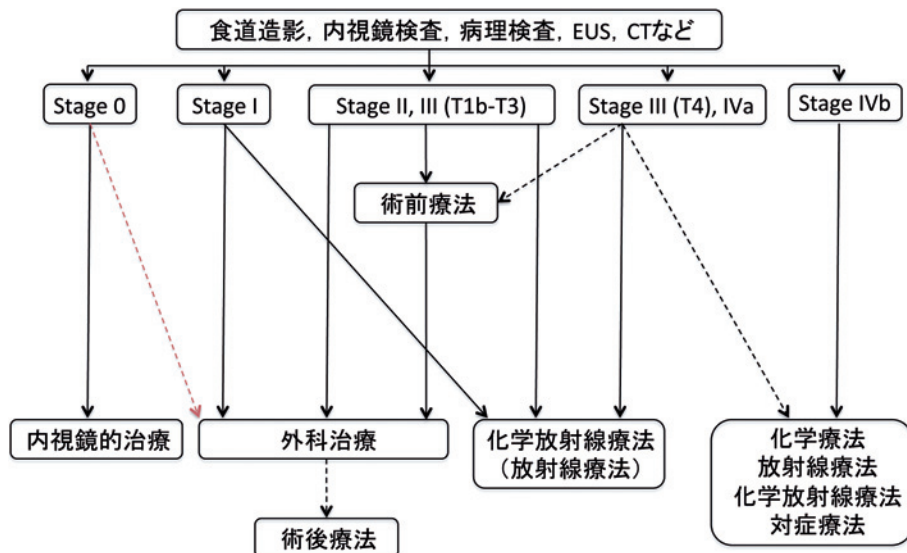 食道造影，内視鏡検査，病理検査，EUS，CTなど
Stage 0
Stage I
Stage II, III (T1b-T3)
Stage III (T4), IVa
Stage IVb
術前療法
内視鏡的治療
外科治療
化学放射線療法
（放射線療法）
化学療法
放射線療法
化学放射線療法
対症療法
術後療法